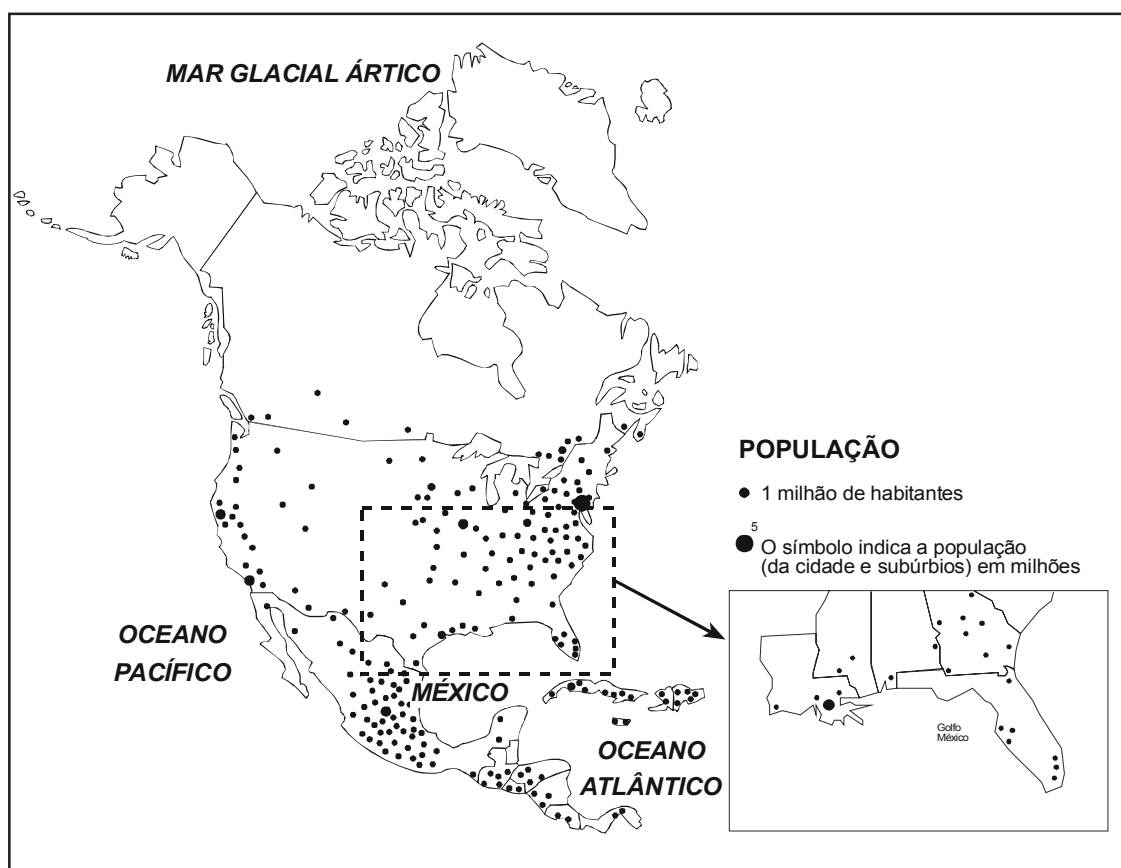 MAR GLACIAL ÁRTICO
POPULAÇÃO
1 milhão de habitantes
5
O símbolo indica a população
(da cidade e subúrbios) em milhões
OCEANO
PACÍFICO
MÉXICO
OCEANO
ATLÂNTICO
Golfo
México